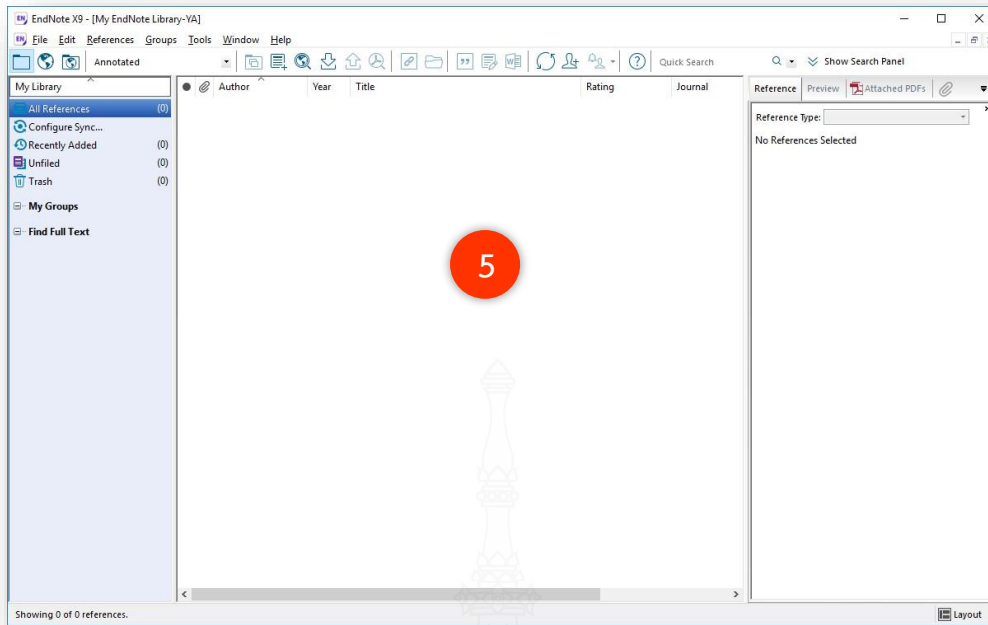 EndNote X9 - [My EndNote Library-YA]
File Edit References Groups Tools Window Help
Annotated Quick Search Show Search Panel
My Library Author Year Title Rating Journal Reference Preview Attached PDFs
All References (0)
Configure Sync...
Recently Added (0)
Unfiled (0)
Trash (0)
My Groups
Find Full Text
Reference Type:
No References Selected
5
Showing 0 of 0 references. Layout